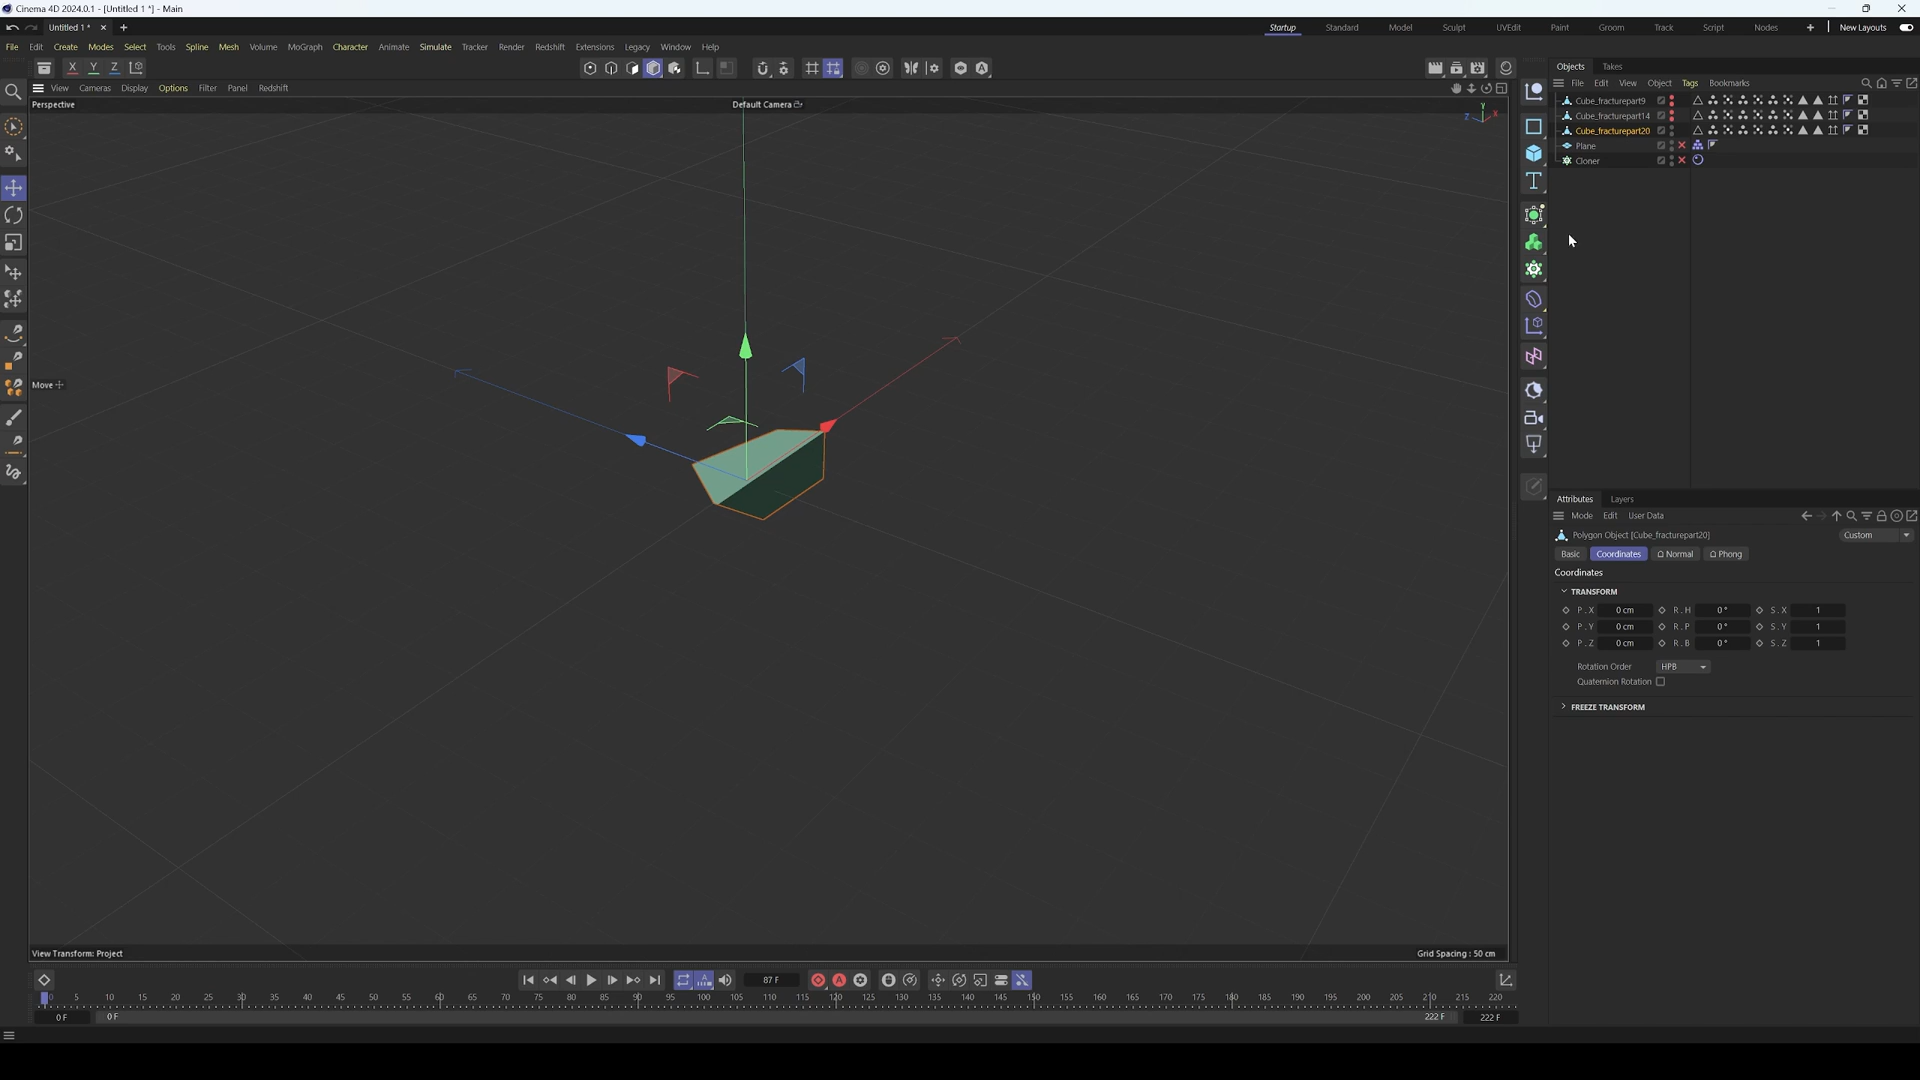 Cinema 4D 2024.0.1 - [Untitled 1 *] - Main
Untitled 1 *
Startup Standard Model Sculpt UVEdit Paint Groom Track Script Nodes New Layouts
File Edit Create Modes Select Tools Spline Mesh Volume MoGraph Character Animate Simulate Tracker Render Redshift Extensions Legacy Window Help
X Y Z
Objects Takes
View Cameras Display Options Filter Panel Redshift
File Edit View Object Tags Bookmarks
Perspective
Default Camera
Y
Z X
Cube_fracturepart9
Cube_fracturepart14
Cube_fracturepart20
Plane
Cloner
Move
Attributes Layers
Mode Edit User Data
Polygon Object [Cube_fracturepart20]
Custom
Basic Coordinates Normal Phong
Coordinates
TRANSFORM
P . X 0 cm R . H 0 ° S . X 1
P . Y 0 cm R . P 0 ° S . Y 1
P . Z 0 cm R . B 0 ° S . Z 1
Rotation Order HPB
Quaternion Rotation
FREEZE TRANSFORM
View Transform: Project
Grid Spacing : 50 cm
87 F
0 5 10 15 20 25 30 35 40 45 50 55 60 65 70 75 80 85 90 95 100 105 110 115 120 125 130 135 140 145 150 155 160 165 170 175 180 185 190 195 200 205 210 215 220
0 F 0 F 222 F 222 F